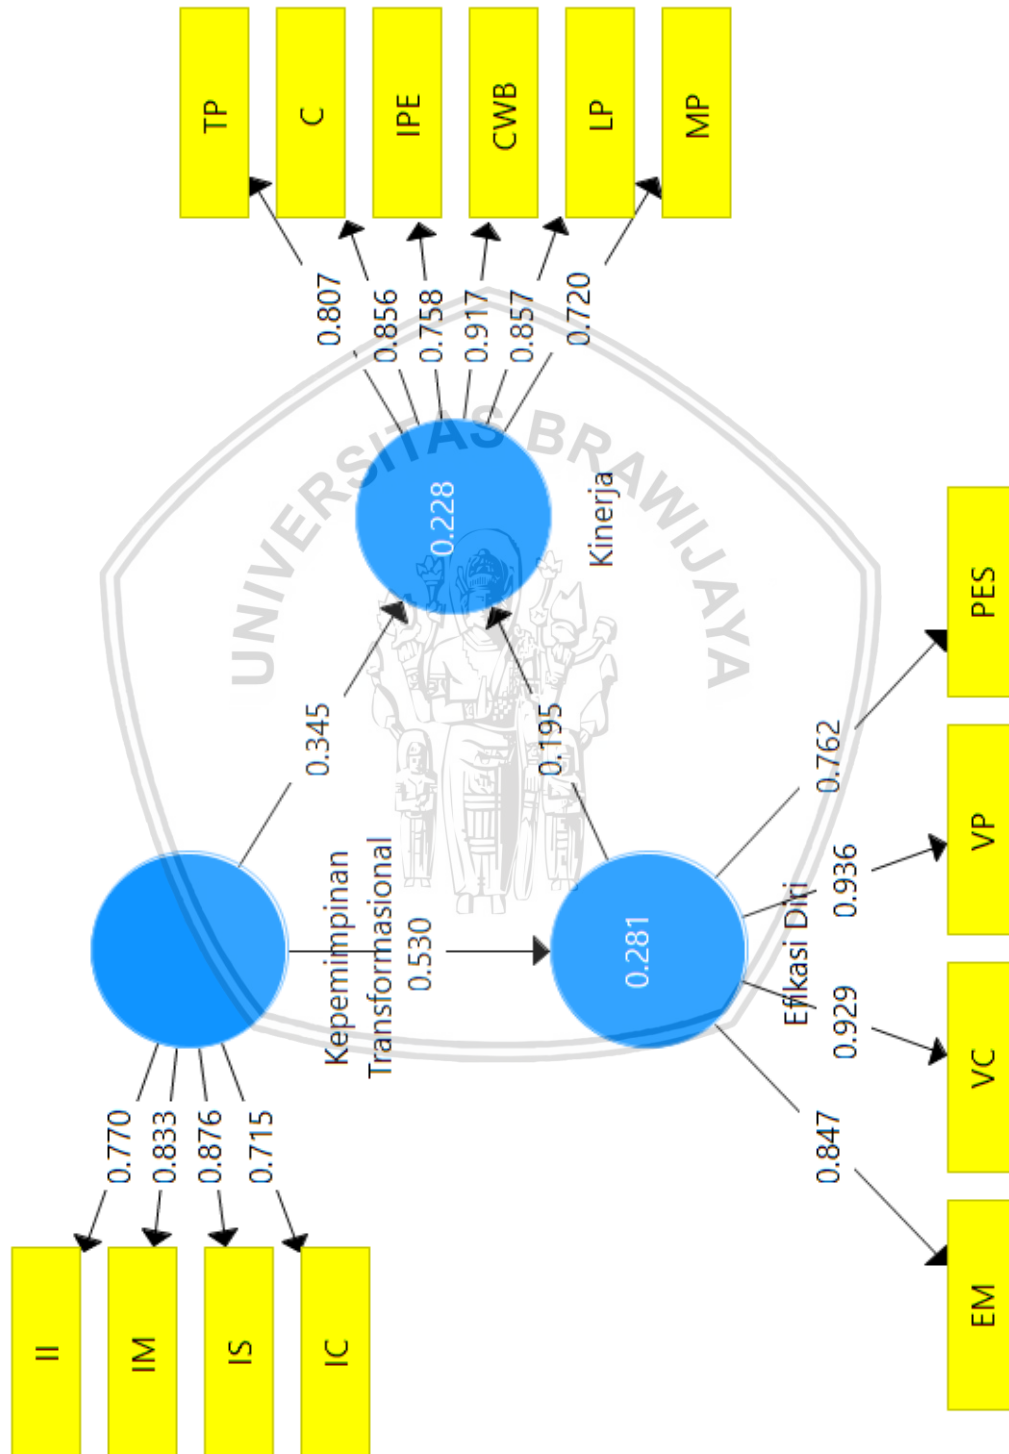 II
IM
IS
IC
0.770
0.833
0.876
0.715
Kepemimpinan
Transformasional
0.530
0.345
0.195
0.228
Kinerja
0.807
0.856
0.758
0.917
0.857
0.720
TP
C
IPE
CWB
LP
MP
0.281
Efikasi Diri
0.847
0.929
0.936
0.762
EM
VC
VP
PES
UNIVERSITAS BRAWIJAYA